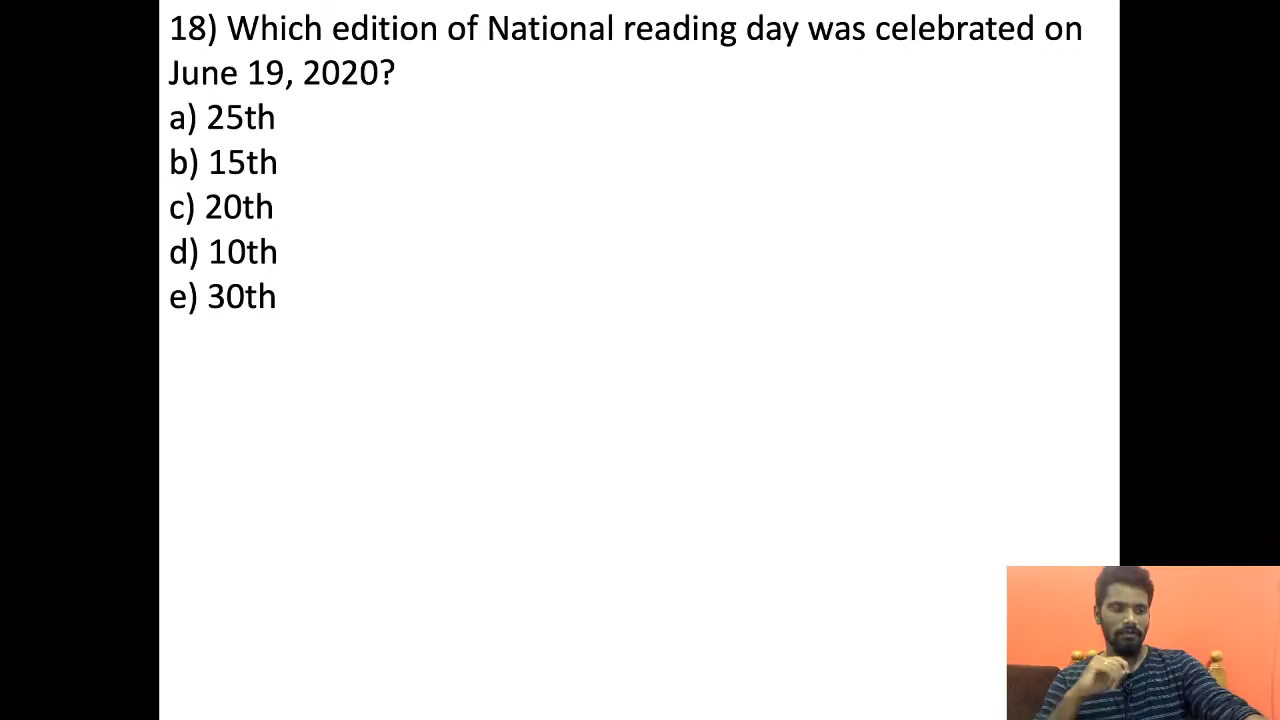 18) Which edition of National reading day was celebrated on
June 19, 2020?
a) 25th
b) 15th
c) 20th
d) 10th
e) 30th